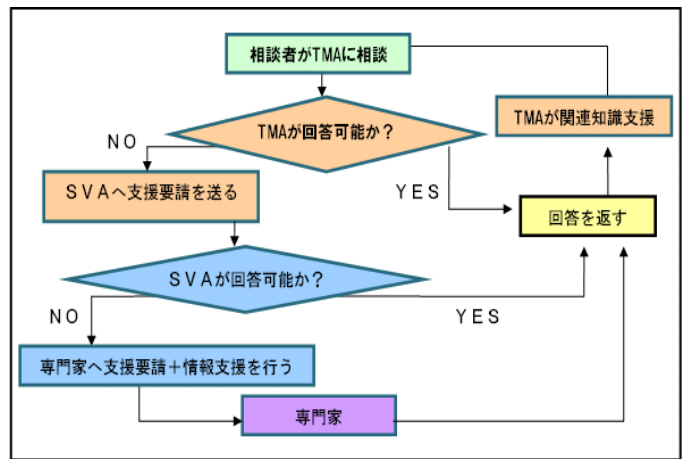 相談者がTMAに相談
TMAが回答可能か？
TMAが関連知識支援
ＮＯ
ＳＶＡへ支援要請を送る
ＹＥＳ
回答を返す
ＳＶＡが回答可能か？
ＮＯ
ＹＥＳ
専門家へ支援要請＋情報支援を行う
専門家